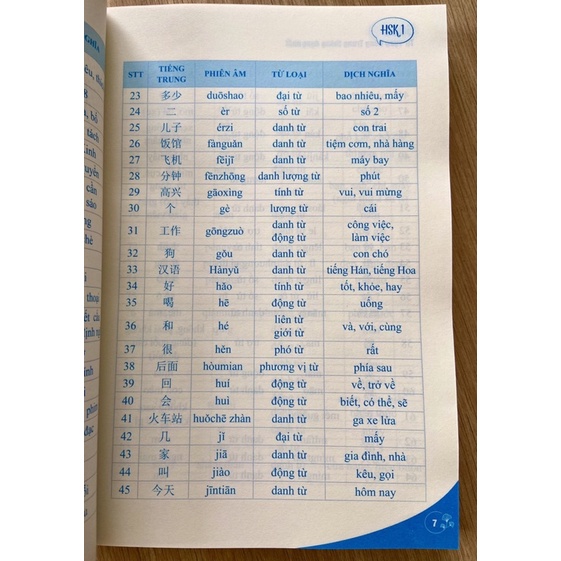 HSK 1
STT TIẾNG TRUNG PHIÊN ÂM TỪ LOẠI DỊCH NGHĨA
23 多少 duōshao đại từ bao nhiêu, mấy
24 二 èr số từ số 2
25 儿子 érzi danh từ con trai
26 饭馆 fànguǎn danh từ tiệm cơm, nhà hàng
27 飞机 fēijī danh từ máy bay
28 分钟 fēnzhōng danh lượng từ phút
29 高兴 gāoxìng tính từ vui, vui mừng
30 个 gè lượng từ cái
31 工作 gōngzuò danh từ động từ công việc, làm việc
32 狗 gǒu danh từ con chó
33 汉语 Hànyǔ danh từ tiếng Hán, tiếng Hoa
34 好 hǎo tính từ tốt, khỏe, hay
35 喝 hē động từ uống
36 和 hé liên từ giới từ và, với, cùng
37 很 hěn phó từ rất
38 后面 hòumian phương vị từ phía sau
39 回 huí động từ về, trở về
40 会 huì động từ biết, có thể, sẽ
41 火车站 huǒchē zhàn danh từ ga xe lửa
42 几 jǐ đại từ mấy
43 家 jiā danh từ gia đình, nhà
44 叫 jiào động từ kêu, gọi
45 今天 jīntiān danh từ hôm nay
7